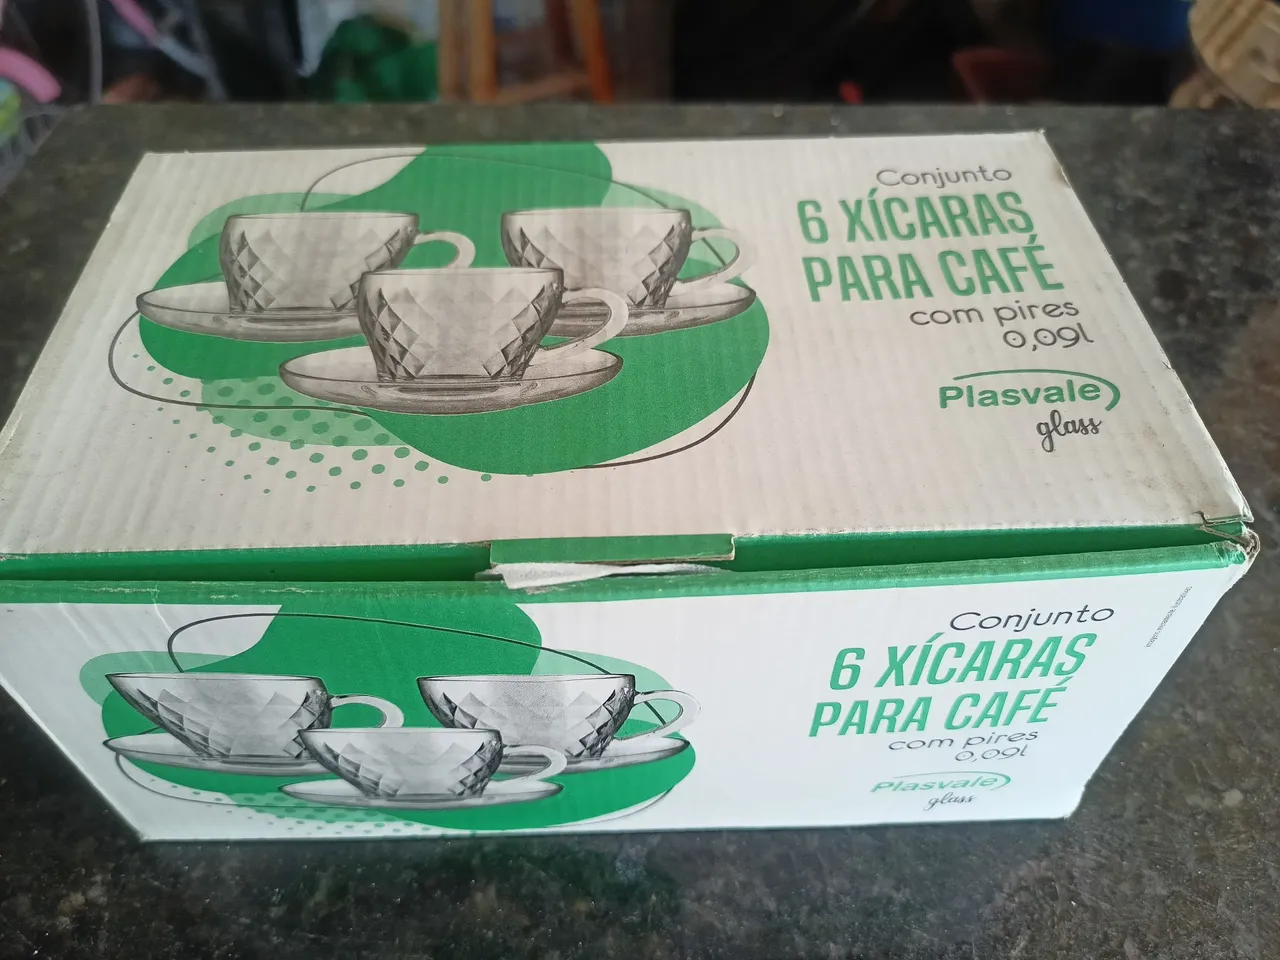 Conjunto
6 XÍCARAS
PARA CAFÉ
com pires
0,09l
Plasvale
glass
Conjunto
6 XÍCARAS
PARA CAFÉ
com pires
0,09l
Plasvale
glass